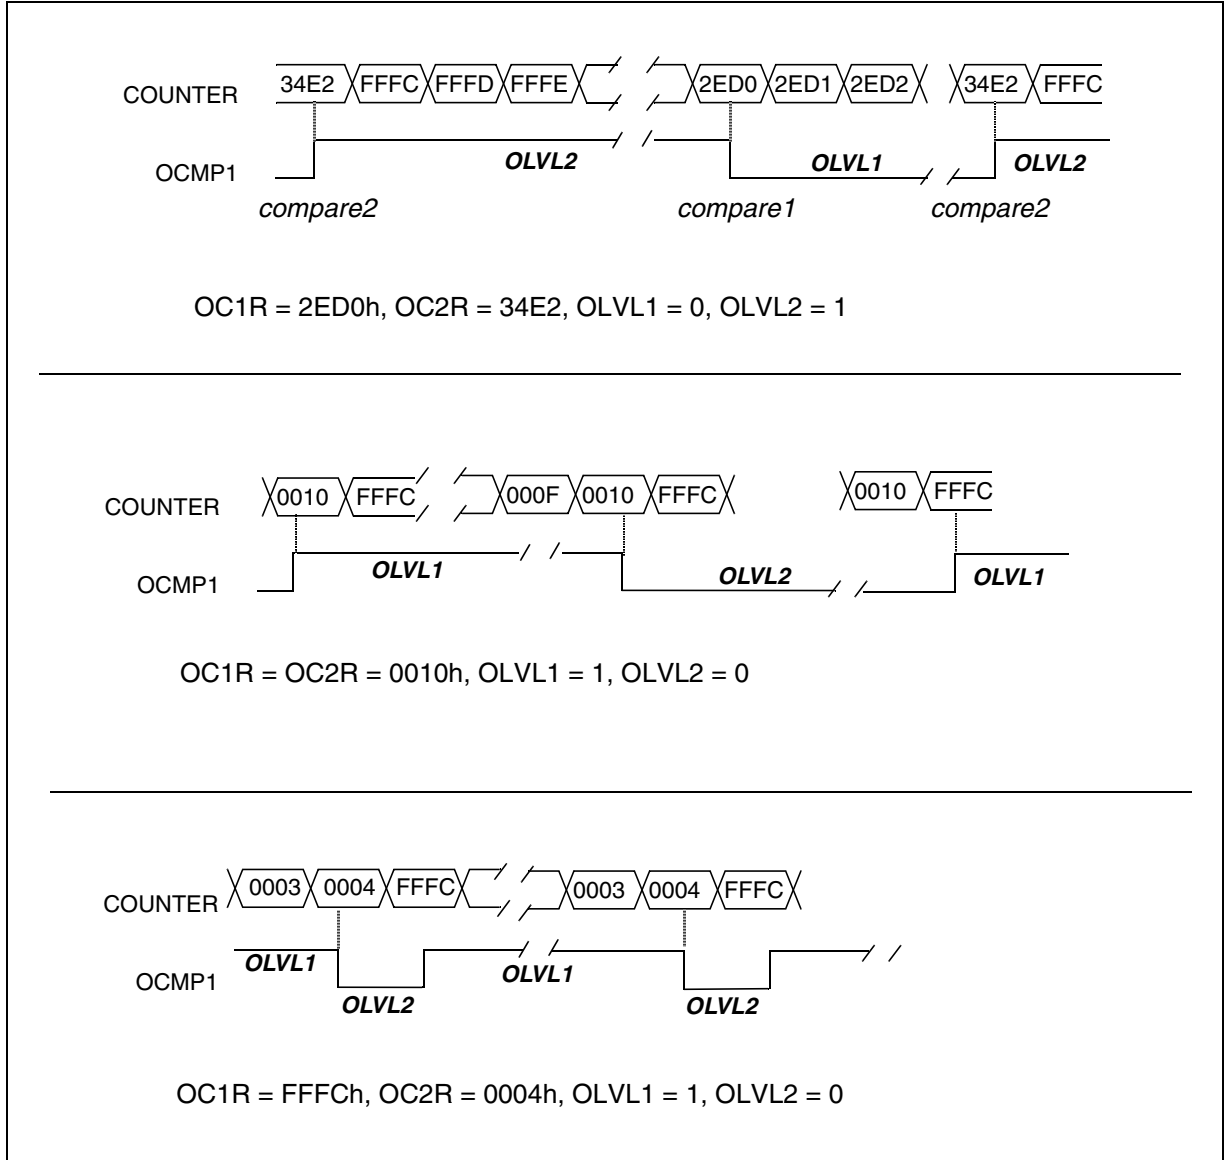 COUNTER 34E2 FFFC FFFD FFFE 2ED0 2ED1 2ED2 34E2 FFFC
OCMP1 OLVL2 OLVL1 OLVL2
compare2 compare1 compare2
OC1R = 2ED0h, OC2R = 34E2, OLVL1 = 0, OLVL2 = 1
COUNTER 0010 FFFC 000F 0010 FFFC 0010 FFFC
OCMP1 OLVL1 OLVL2 OLVL1
OC1R = OC2R = 0010h, OLVL1 = 1, OLVL2 = 0
COUNTER 0003 0004 FFFC 0003 0004 FFFC
OCMP1 OLVL1 OLVL2 OLVL1 OLVL2
OC1R = FFFCh, OC2R = 0004h, OLVL1 = 1, OLVL2 = 0